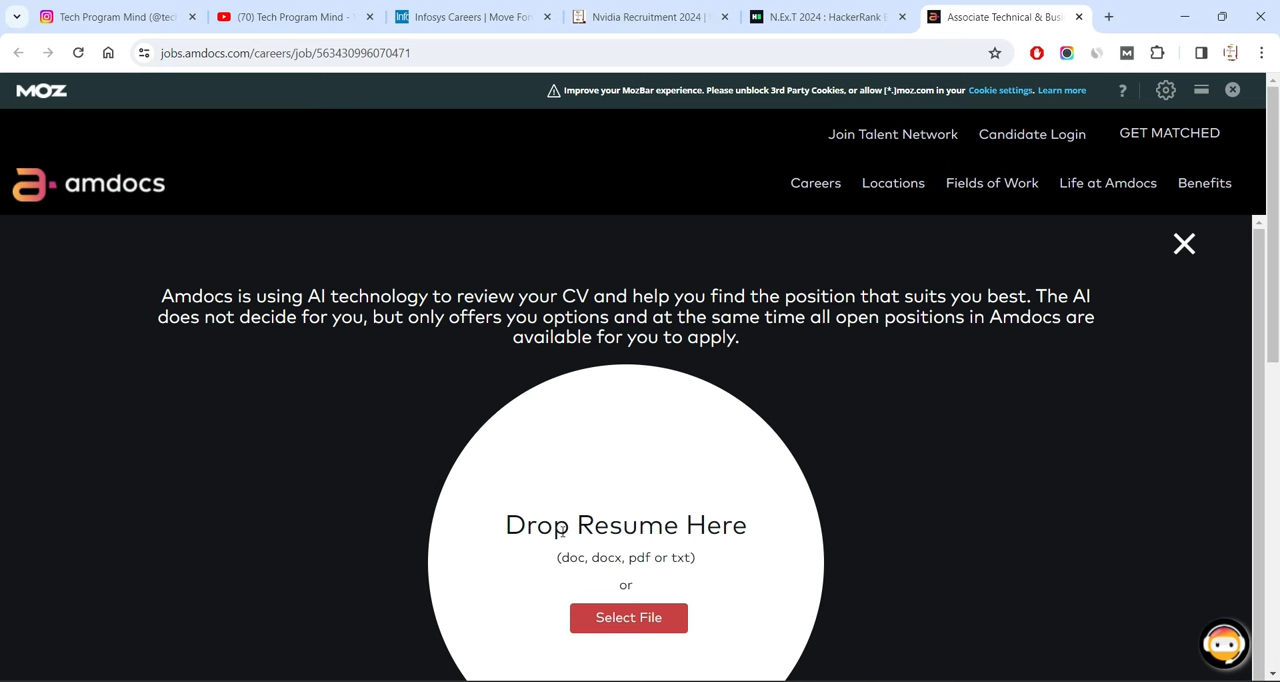 Tech Program Mind (@tec
(70) Tech Program Mind -
Infosys Careers | Move For
Nvidia Recruitment 2024 |
N.Ex.T 2024 : HackerRank
Associate Technical & Bus
jobs.amdocs.com/careers/job/563430996070471
MOZ
Improve your MozBar experience. Please unblock 3rd Party Cookies, or allow [*.]moz.com in your Cookie settings. Learn more
?
Join Talent Network
Candidate Login
GET MATCHED
amdocs
Careers
Locations
Fields of Work
Life at Amdocs
Benefits
Amdocs is using AI technology to review your CV and help you find the position that suits you best. The AI
does not decide for you, but only offers you options and at the same time all open positions in Amdocs are
available for you to apply.
Drop Resume Here
(doc, docx, pdf or txt)
or
Select File